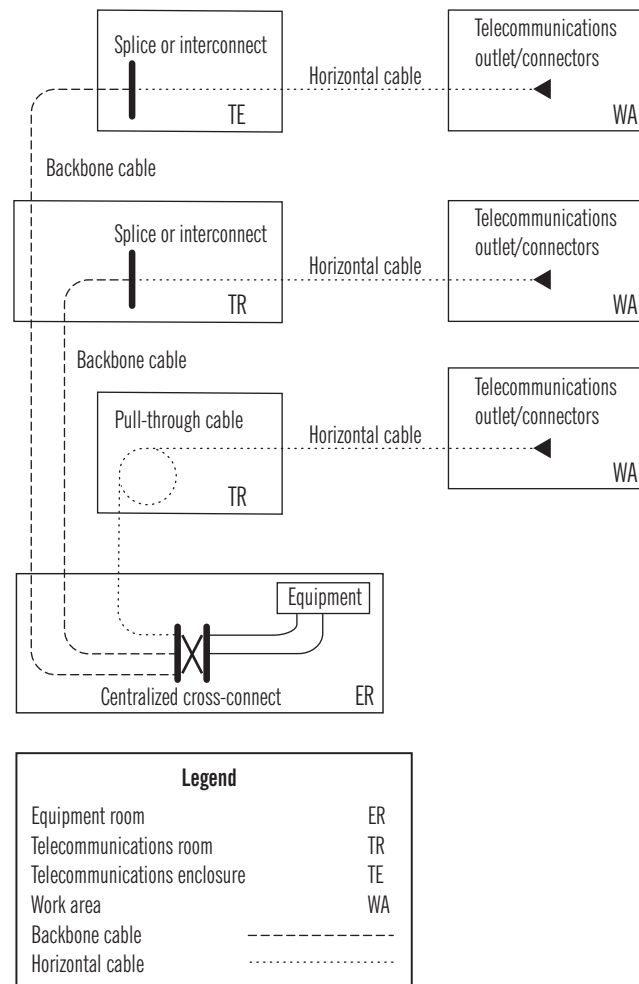 Splice or interconnect
TE
Horizontal cable
Telecommunications
outlet/connectors
WA
Backbone cable
Splice or interconnect
TR
Horizontal cable
Telecommunications
outlet/connectors
WA
Backbone cable
Pull-through cable
TR
Horizontal cable
Telecommunications
outlet/connectors
WA
Equipment
Centralized cross-connect
ER
Legend
Equipment room ER
Telecommunications room TR
Telecommunications enclosure TE
Work area WA
Backbone cable
Horizontal cable